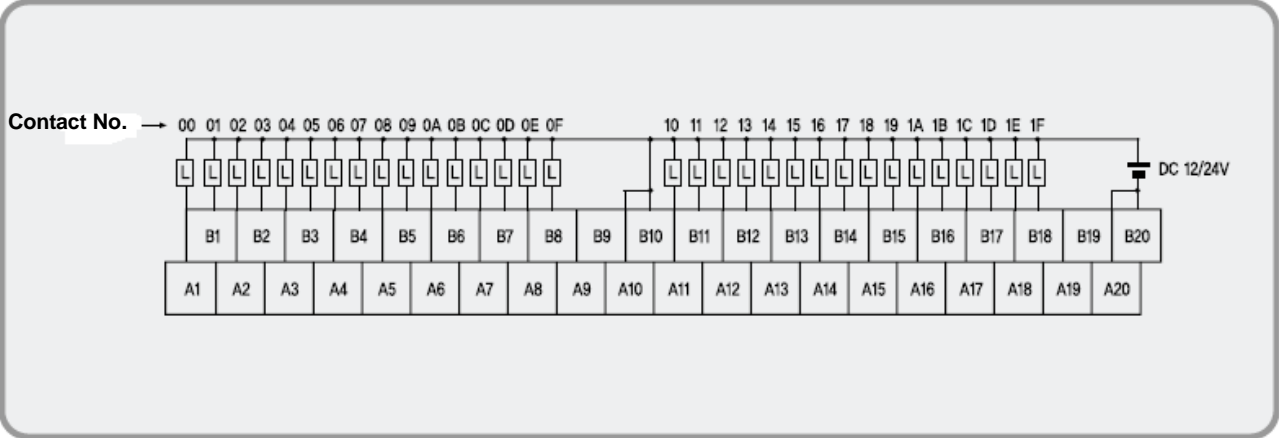 Contact No. → 00 01 02 03 04 05 06 07 08 09 0A 0B 0C 0D 0E 0F 10 11 12 13 14 15 16 17 18 19 1A 1B 1C 1D 1E 1F
L L L L L L L L L L L L L L L L L L L L L L L L L L L L L L L L DC 12/24V
B1 B2 B3 B4 B5 B6 B7 B8 B9 B10 B11 B12 B13 B14 B15 B16 B17 B18 B19 B20
A1 A2 A3 A4 A5 A6 A7 A8 A9 A10 A11 A12 A13 A14 A15 A16 A17 A18 A19 A20